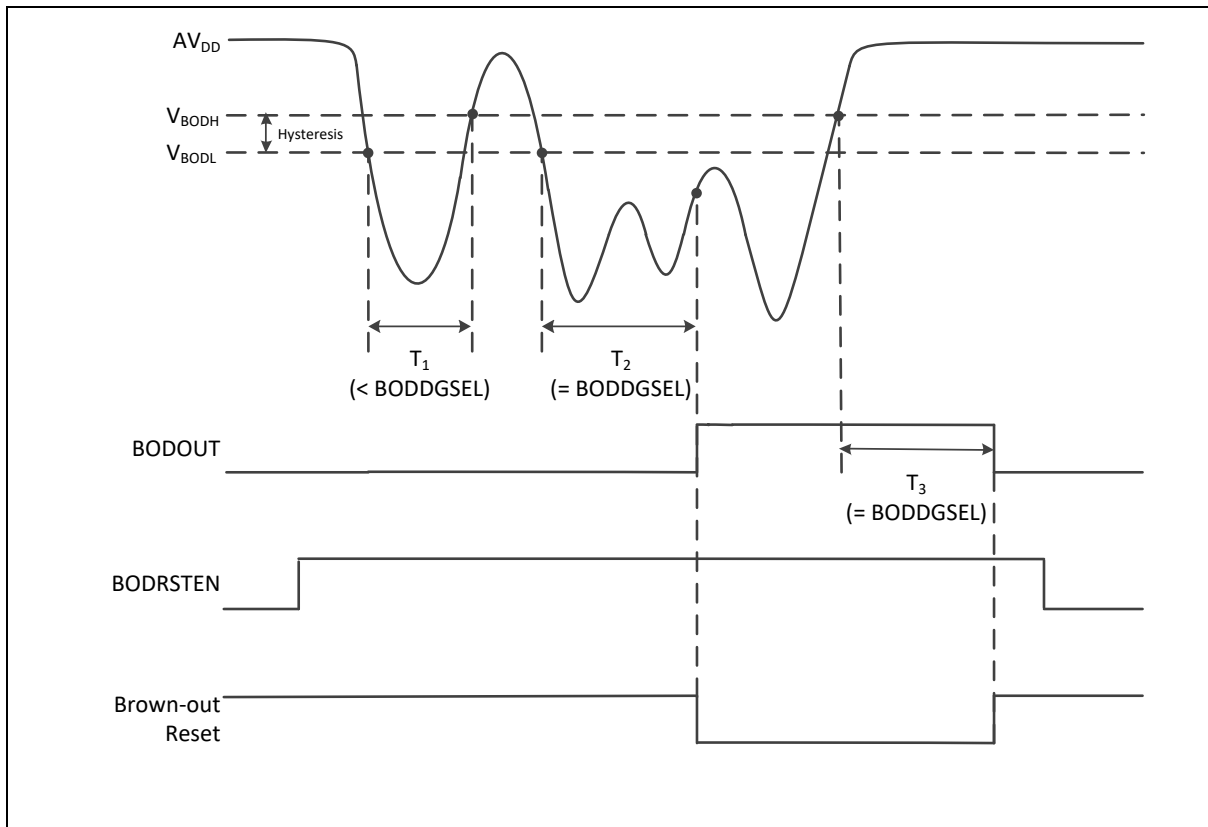 AVDD
VBODH
Hysteresis
VBODL
T1
(< BODDGSEL)
T2
(= BODDGSEL)
BODOUT
T3
(= BODDGSEL)
BODRSTEN
Brown-out
Reset